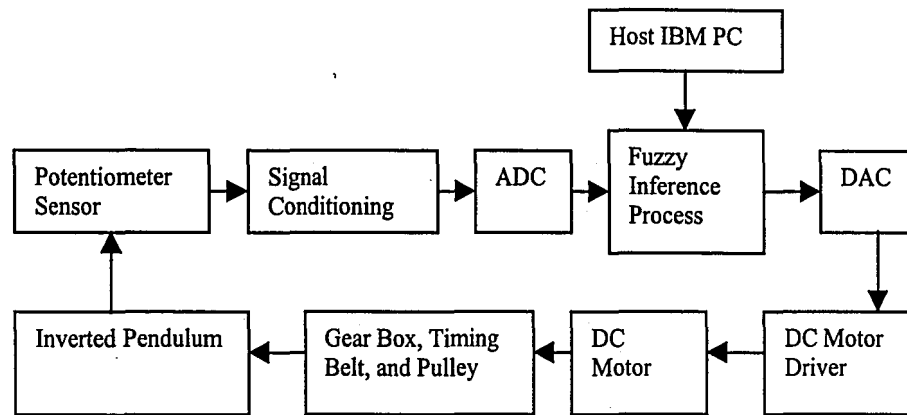 Host IBM PC
Potentiometer
Sensor
Signal
Conditioning
ADC
Fuzzy
Inference
Process
DAC
Inverted Pendulum
Gear Box, Timing
Belt, and Pulley
DC
Motor
DC Motor
Driver